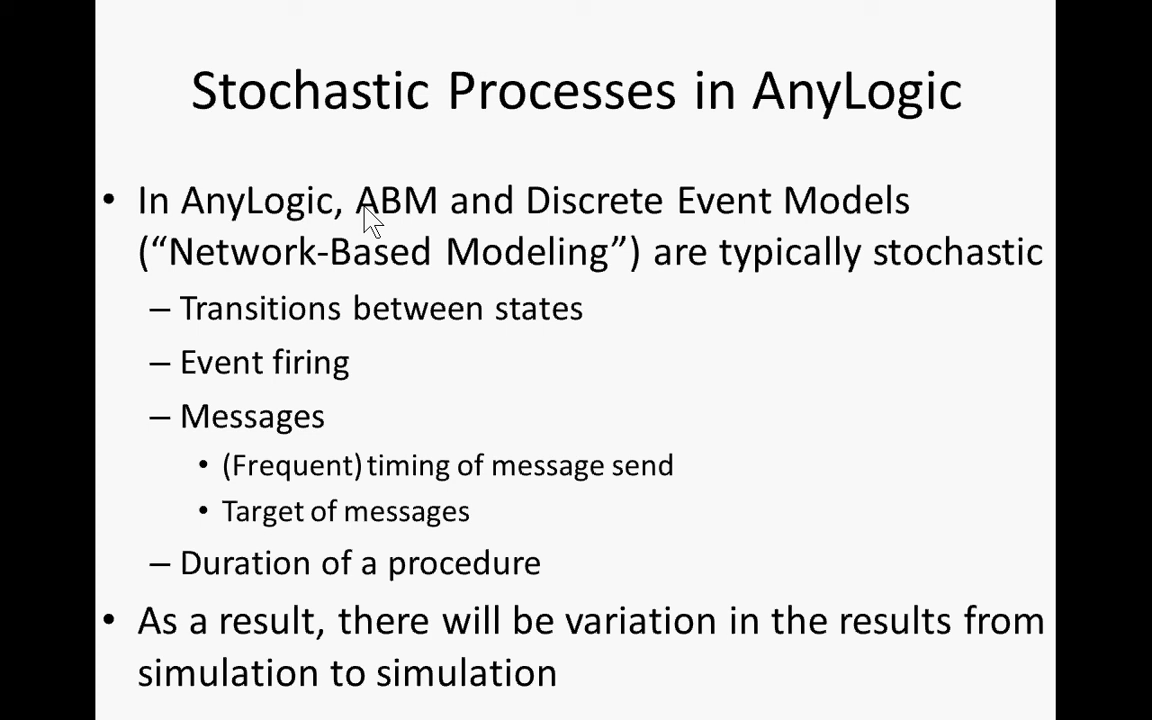 Stochastic Processes in AnyLogic
• In AnyLogic, ABM and Discrete Event Models
(“Network-Based Modeling”) are typically stochastic
– Transitions between states
– Event firing
– Messages
• (Frequent) timing of message send
• Target of messages
– Duration of a procedure
• As a result, there will be variation in the results from
simulation to simulation